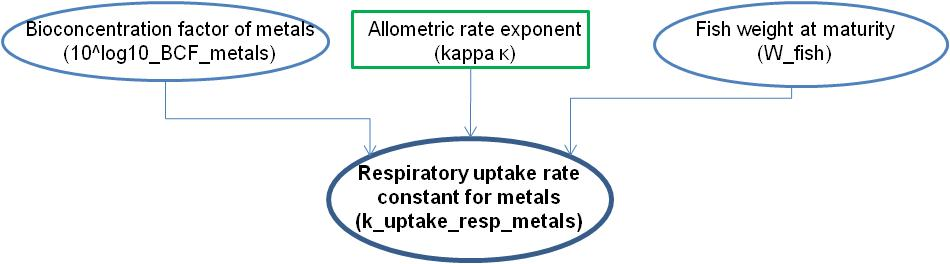 Bioconcentration factor of metals
(10^log10_BCF_metals)
Allometric rate exponent
(kappa κ)
Fish weight at maturity
(W_fish)
Respiratory uptake rate
constant for metals
(k_uptake_resp_metals)